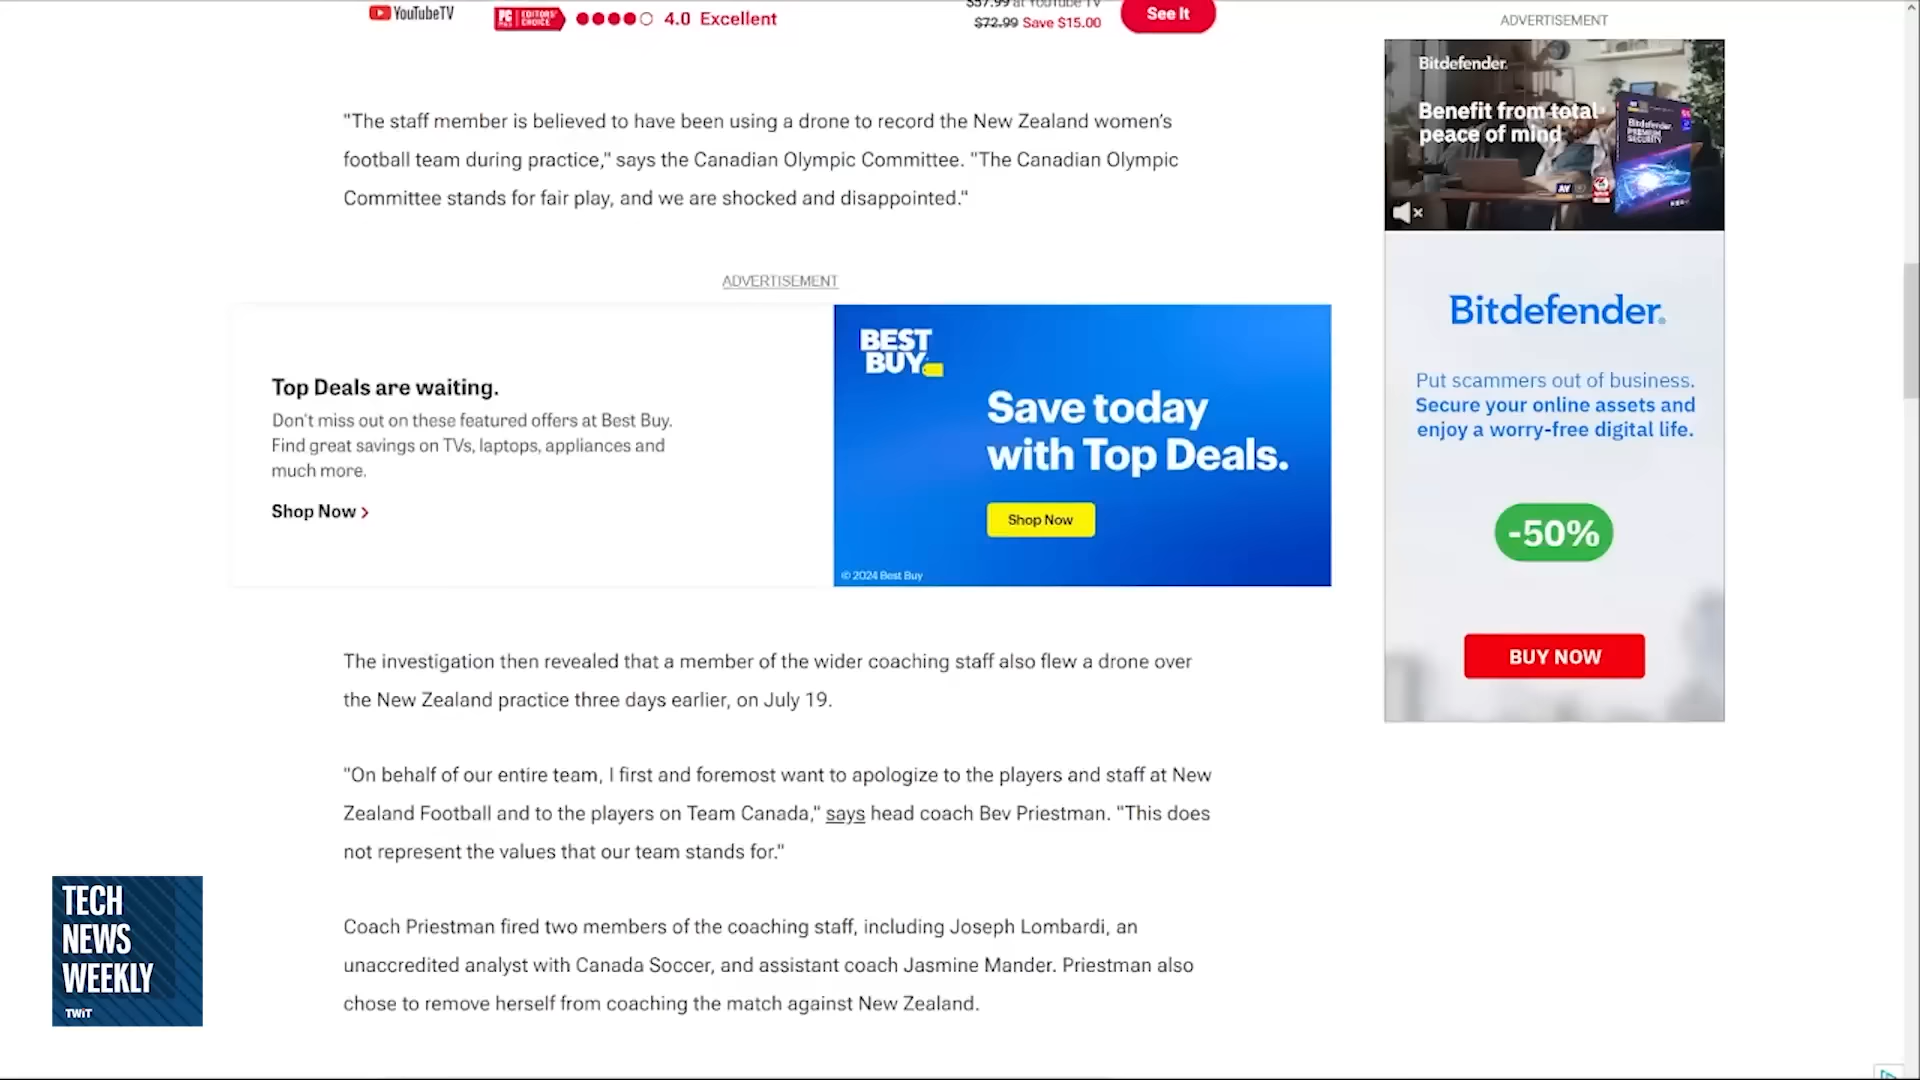 YouTubeTV
PC EDITORS' CHOICE
4.0 Excellent
$57.99 at YouTube TV
$72.99 Save $15.00
See It
"The staff member is believed to have been using a drone to record the New Zealand women's
football team during practice," says the Canadian Olympic Committee. "The Canadian Olympic
Committee stands for fair play, and we are shocked and disappointed."
ADVERTISEMENT
Top Deals are waiting.
Don't miss out on these featured offers at Best Buy.
Find great savings on TVs, laptops, appliances and
much more.
Shop Now
BEST
BUY
Save today
with Top Deals.
Shop Now
© 2024 Best Buy
The investigation then revealed that a member of the wider coaching staff also flew a drone over
the New Zealand practice three days earlier, on July 19.
"On behalf of our entire team, I first and foremost want to apologize to the players and staff at New
Zealand Football and to the players on Team Canada," says head coach Bev Priestman. "This does
not represent the values that our team stands for."
Coach Priestman fired two members of the coaching staff, including Joseph Lombardi, an
unaccredited analyst with Canada Soccer, and assistant coach Jasmine Mander. Priestman also
chose to remove herself from coaching the match against New Zealand.
ADVERTISEMENT
Bitdefender
Benefit from total
peace of mind
Bitdefender
PREMIUM
SECURITY
Bitdefender
Put scammers out of business.
Secure your online assets and
enjoy a worry-free digital life.
-50%
BUY NOW
TECH
NEWS
WEEKLY
TWiT